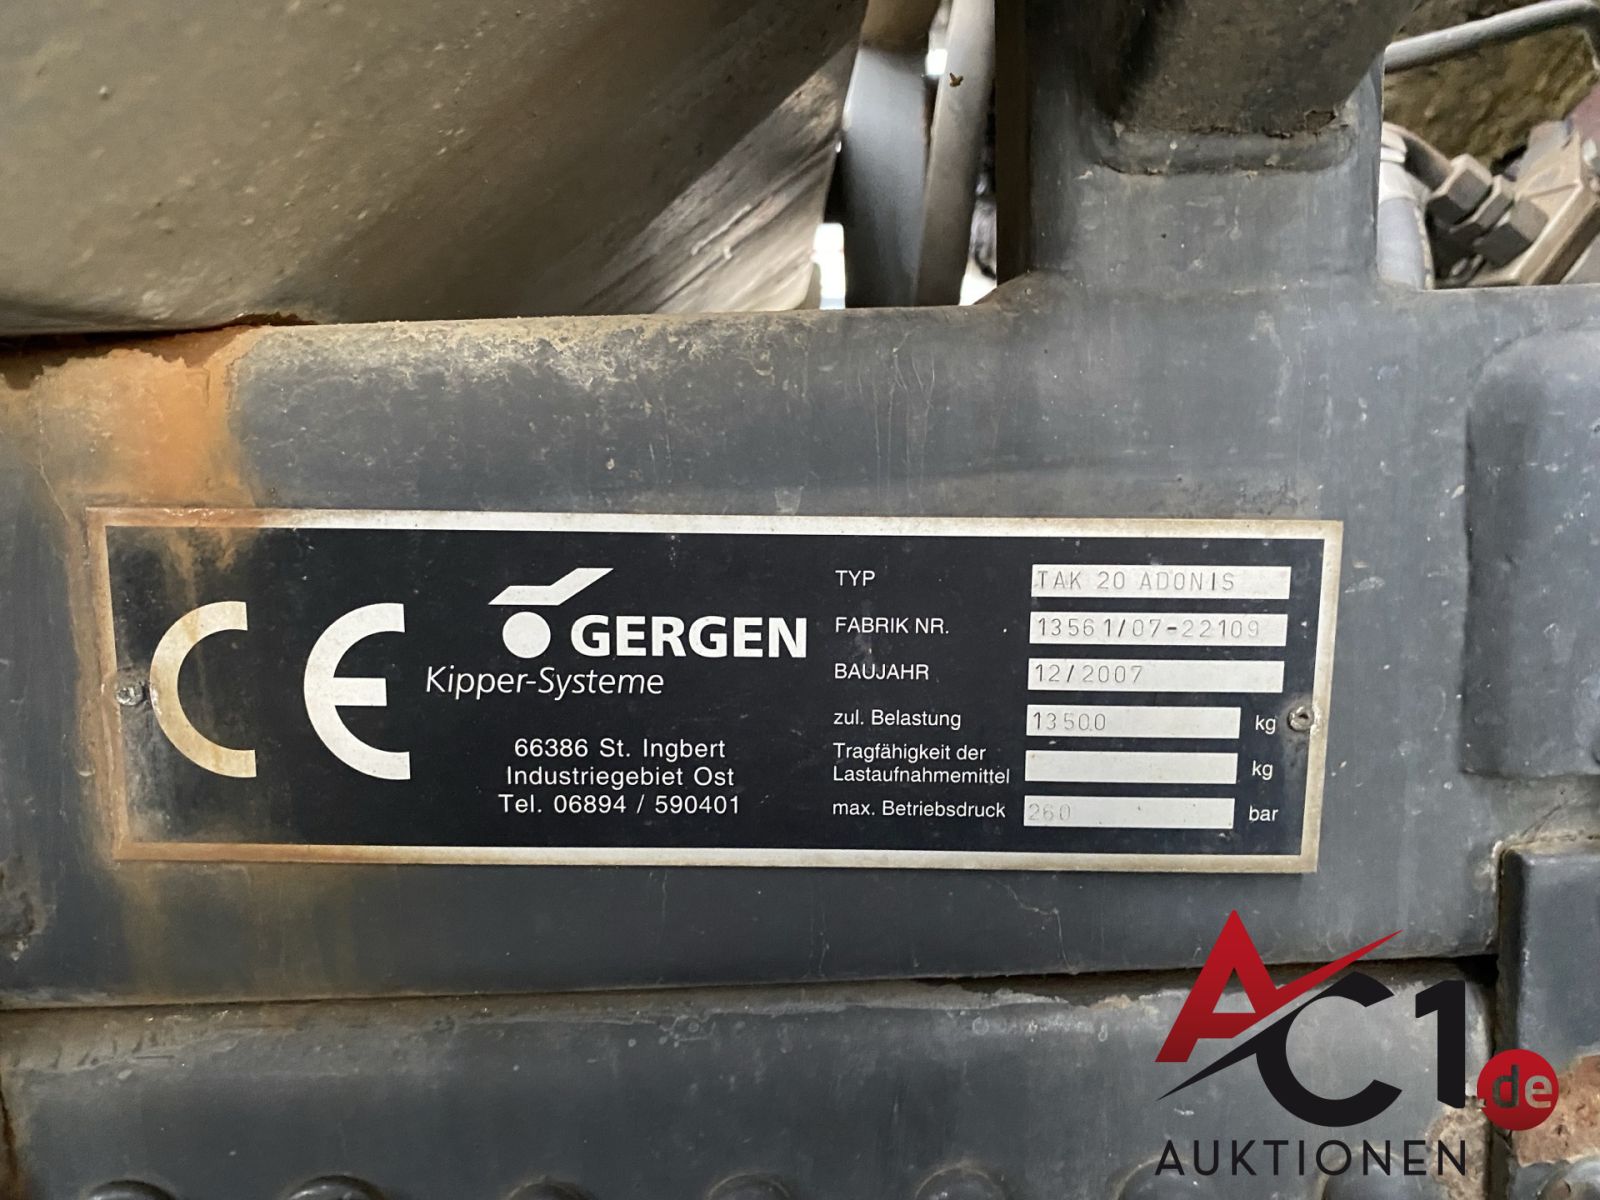 CE
GERGEN
Kipper-Systeme
66386 St. Ingbert
Industriegebiet Ost
Tel. 06894 / 590401
TYP TAK 20 ADONIS
FABRIK NR. 13561/07-22109
BAUJAHR 12/2007
zul. Belastung 13500 kg
Tragfähigkeit der
Lastaufnahmemittel kg
max. Betriebsdruck 260 bar
AC1.de
AUKTIONEN